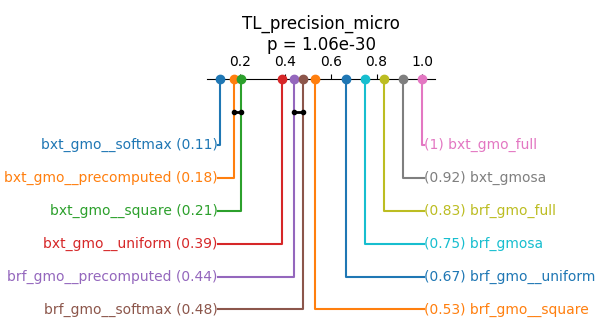 TL_precision_micro
p = 1.06e-30
0.2 0.4 0.6 0.8 1.0
bxt_gmo__softmax (0.11)
(1) bxt_gmo_full
bxt_gmo__precomputed (0.18)
(0.92) bxt_gmosa
bxt_gmo__square (0.21)
(0.83) brf_gmo_full
bxt_gmo__uniform (0.39)
(0.75) brf_gmosa
brf_gmo__precomputed (0.44)
(0.67) brf_gmo__uniform
brf_gmo__softmax (0.48)
(0.53) brf_gmo__square